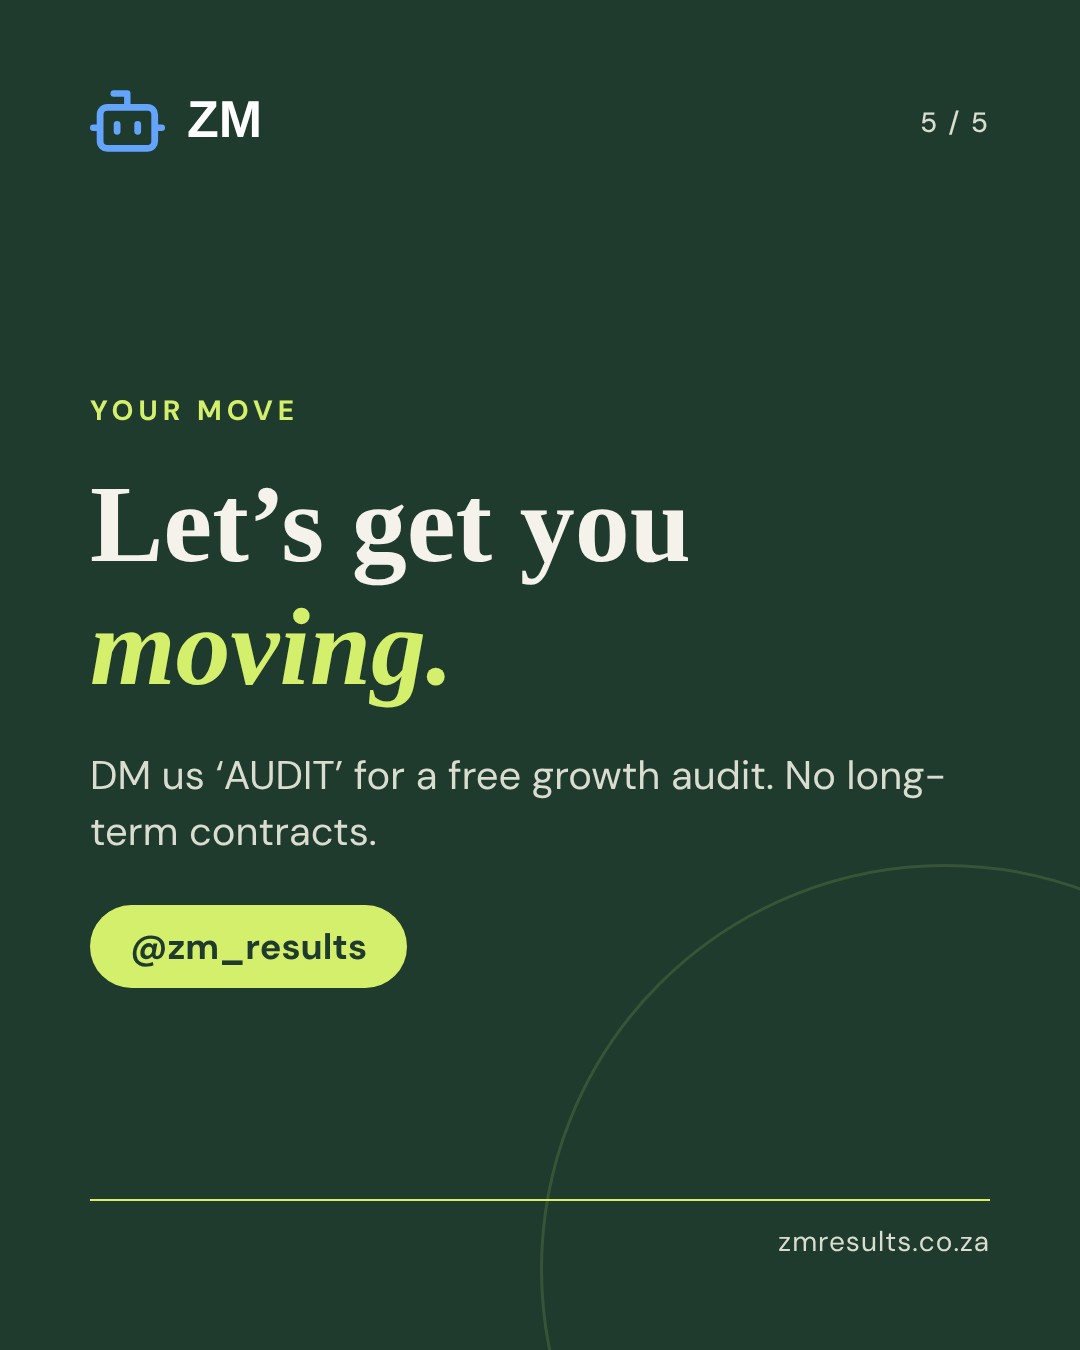 ZM
5 / 5
YOUR MOVE
Let’s get you
moving.
DM us ‘AUDIT’ for a free growth audit. No long-
term contracts.
@zm_results
zmresults.co.za